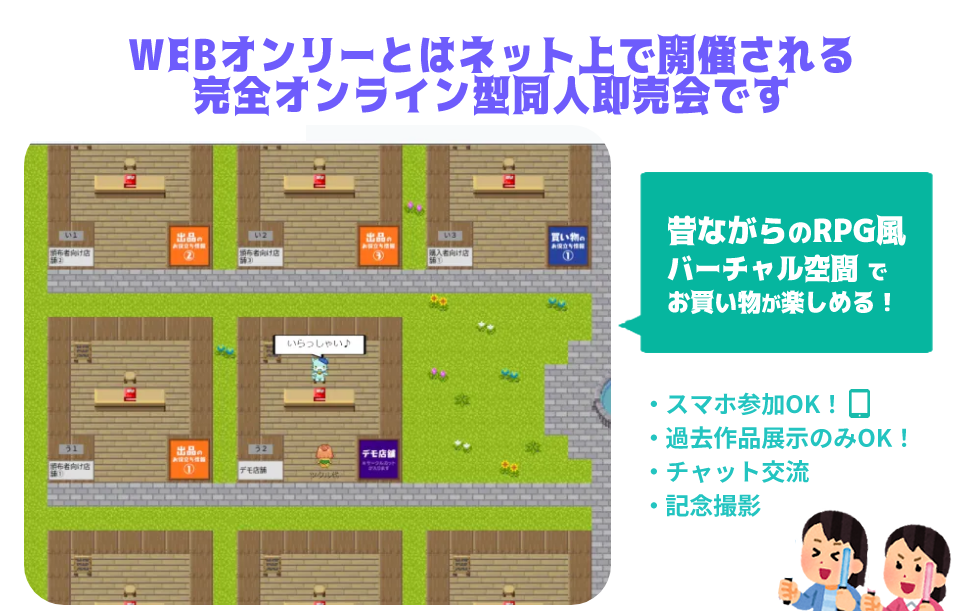 WEBオンリーとはネット上で開催される
完全オンライン型同人即売会です
昔ながらのRPG風
バーチャル空間で
お買い物が楽しめる！
・スマホ参加OK！
・過去作品展示のみOK！
・チャット交流
・記念撮影
い1
頒布者向け店
舗②
出品の
お役立ち情報
②
い2
頒布者向け店
舗③
出品の
お役立ち情報
③
い3
購入者向け店
舗①
買い物の
お役立ち情報
①
いらっしゃい♪
う1
頒布者向け店
舗①
出品の
お役立ち情報
①
う2
デモ店舗
デモ店舗